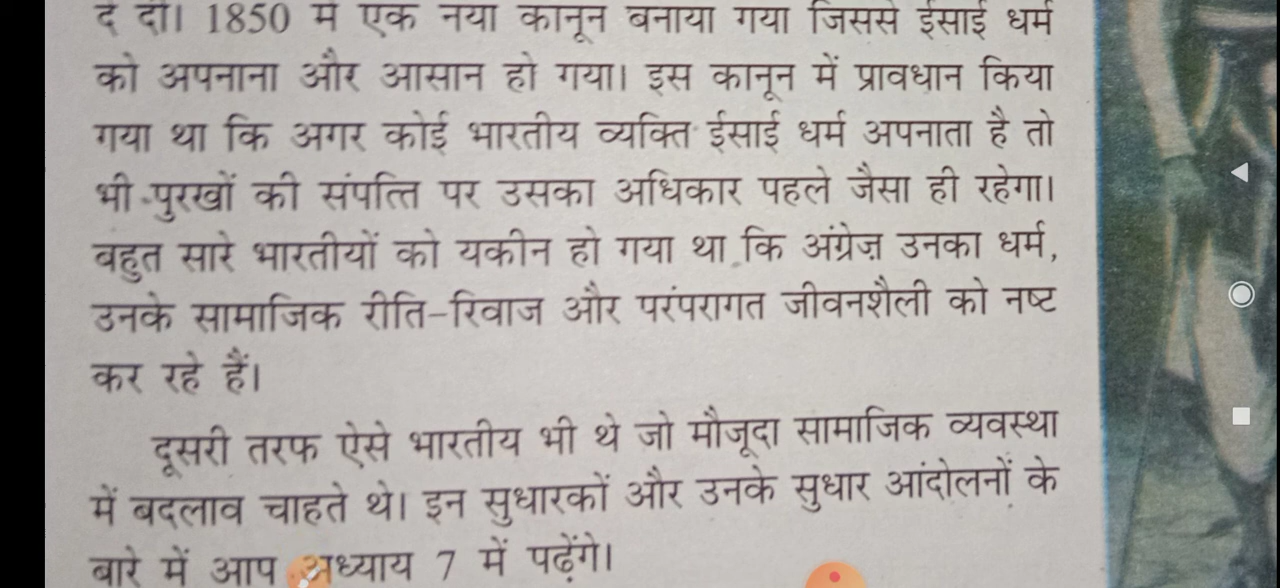 दे दी। 1850 में एक नया कानून बनाया गया जिससे ईसाई धर्म
को अपनाना और आसान हो गया। इस कानून में प्रावधान किया
गया था कि अगर कोई भारतीय व्यक्ति ईसाई धर्म अपनाता है तो
भी पुरखों की संपत्ति पर उसका अधिकार पहले जैसा ही रहेगा।
बहुत सारे भारतीयों को यकीन हो गया था कि अंग्रेज़ उनका धर्म,
उनके सामाजिक रीति-रिवाज और परंपरागत जीवनशैली को नष्ट
कर रहे हैं।
दूसरी तरफ ऐसे भारतीय भी थे जो मौजूदा सामाजिक व्यवस्था
में बदलाव चाहते थे। इन सुधारकों और उनके सुधार आंदोलनों के
बारे में आप अध्याय 7 में पढ़ेंगे।